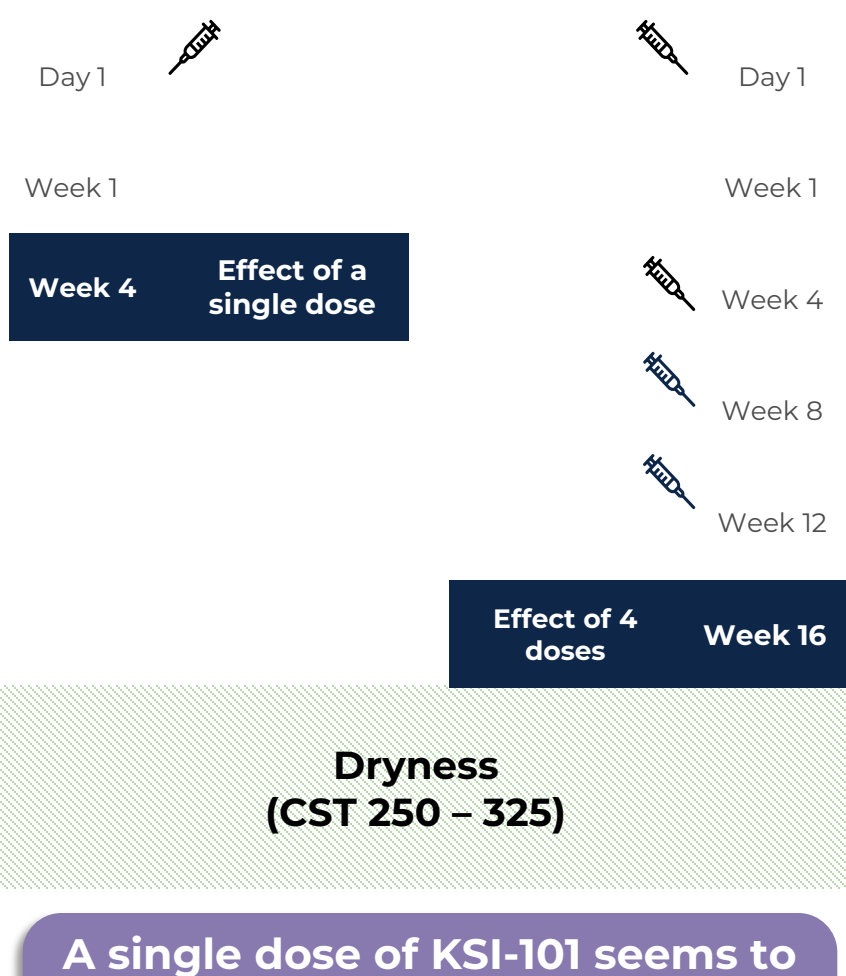 Day 1
Day 1
Week 1
Week 1
Week 4
Effect of a
single dose
Week 4
Week 8
Week 12
Effect of 4
doses
Week 16
Dryness
(CST 250 – 325)
A single dose of KSI-101 seems to